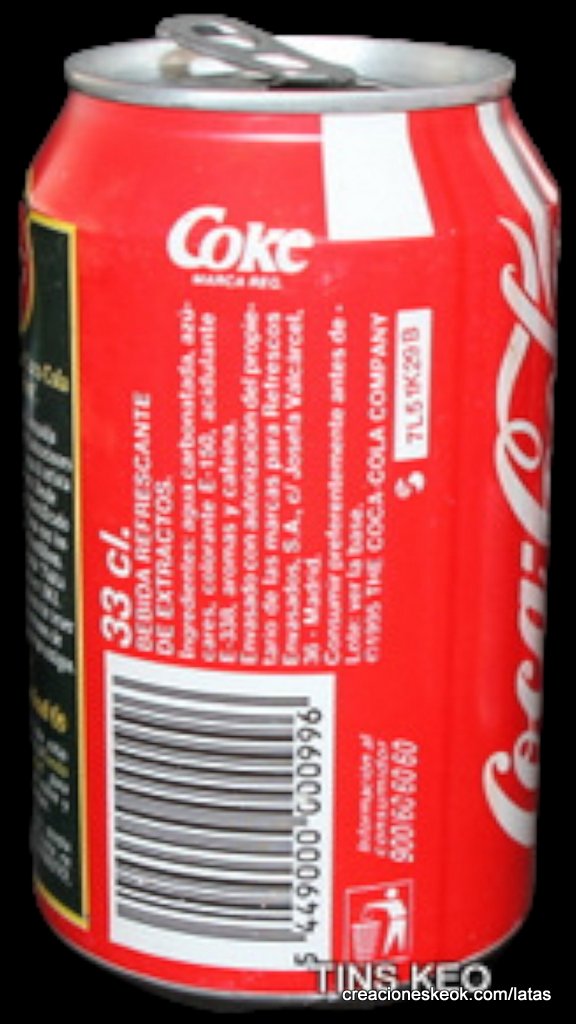 Coke
MARCA REG.
33 cl.
BEBIDA REFRESCANTE
DE EXTRACTOS.
Ingredientes: agua carbonatada, azú-
cares, colorante E-150, acidulante
E-338, aromas y cafeína.
Envasado con autorización del propie-
tario de las marcas para Refrescos
Envasados, S.A., c/ Josefa Valcárcel,
36 - Madrid.
Consumir preferentemente antes de -
Lote: ver la base.
©1995 THE COCA-COLA COMPANY
7L51K29B
5 449000 000996
Información al
consumidor
900 60 60 60
Coca-Co
TINS KEO
creacioneskeok.com/latas